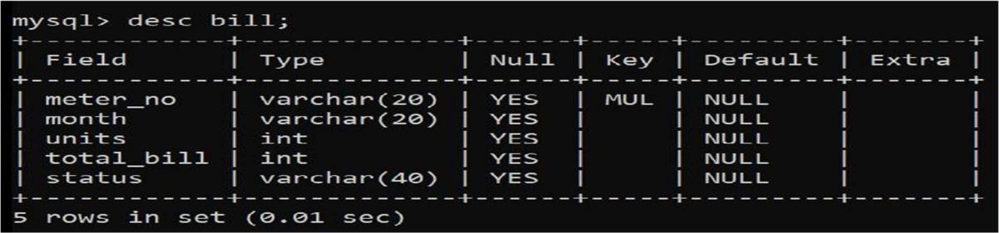 mysql> desc bill;
+------------+-------------+------+-----+---------+-------+
| Field      | Type        | Null | Key | Default | Extra |
+------------+-------------+------+-----+---------+-------+
| meter_no   | varchar(20) | YES  | MUL | NULL    |       |
| month      | varchar(20) | YES  |     | NULL    |       |
| units      | int         | YES  |     | NULL    |       |
| total_bill | int         | YES  |     | NULL    |       |
| status     | varchar(40) | YES  |     | NULL    |       |
+------------+-------------+------+-----+---------+-------+
5 rows in set (0.01 sec)